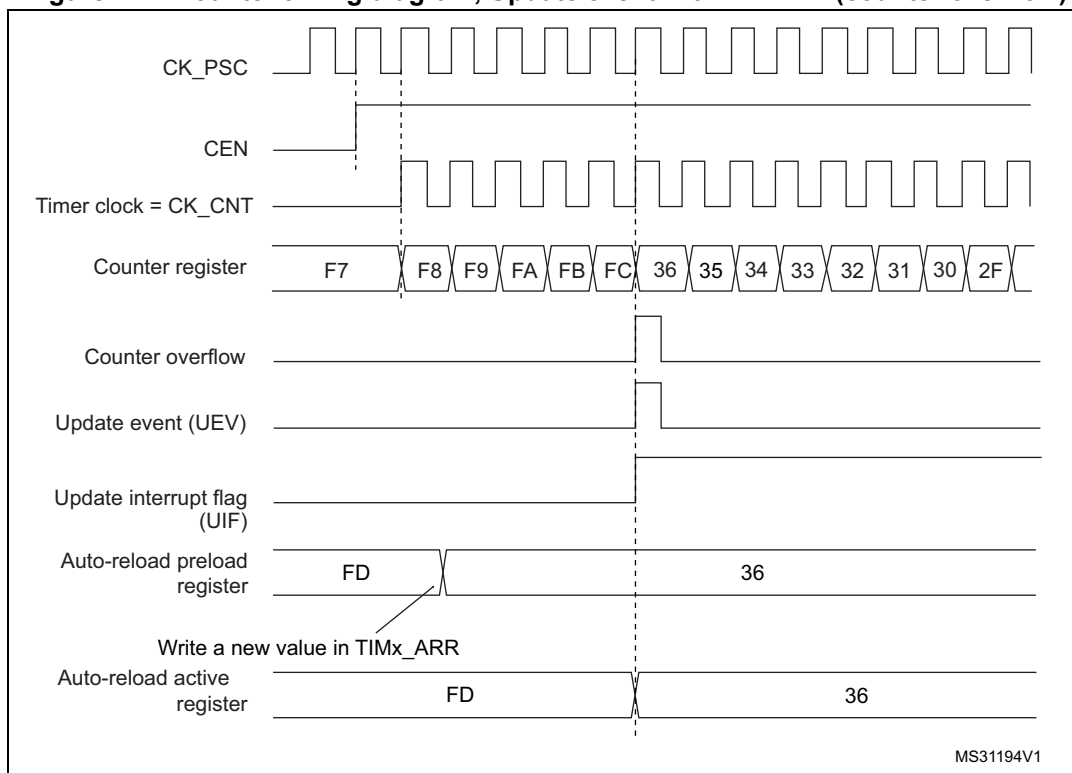 CK_PSC
CEN
Timer clock = CK_CNT
Counter register F7 F8 F9 FA FB FC 36 35 34 33 32 31 30 2F
Counter overflow
Update event (UEV)
Update interrupt flag
(UIF)
Auto-reload preload
register
FD 36
Write a new value in TIMx_ARR
Auto-reload active
register
FD 36
MS31194V1